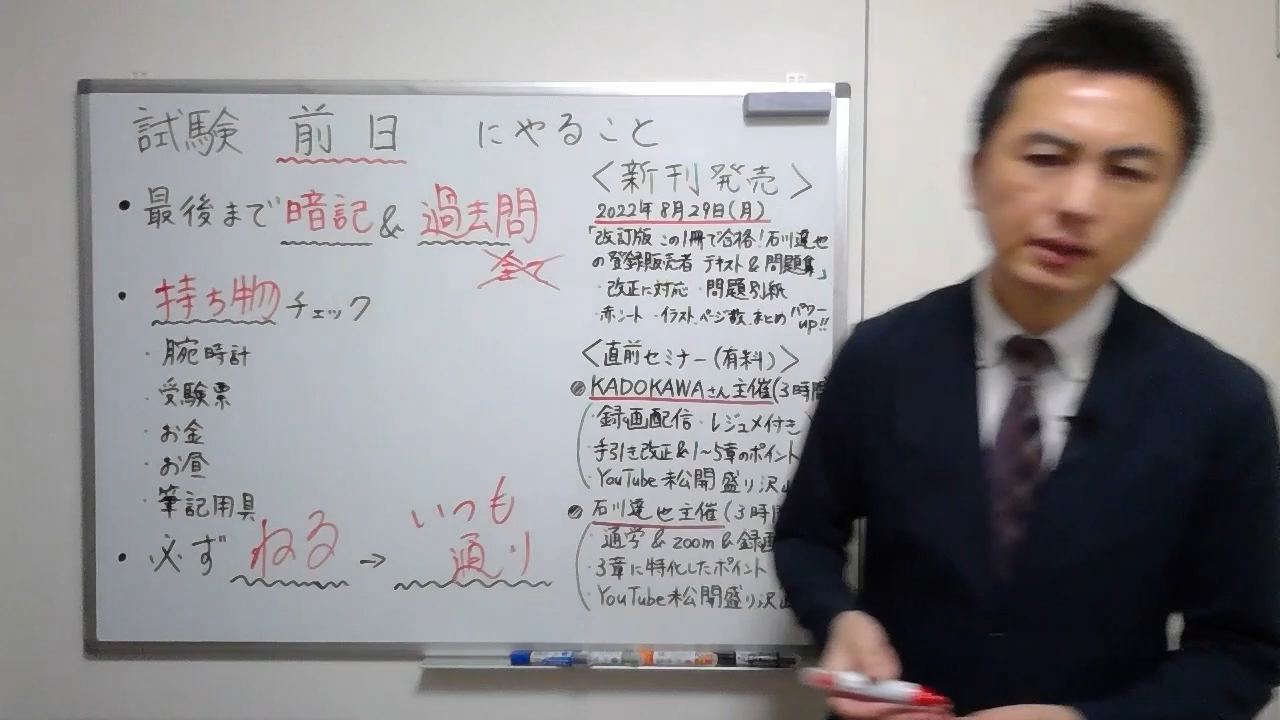 試験 前日 にやること
・最後まで暗記&過去問
全て
・持ち物チェック
・腕時計
・受験票
・お金
・お昼
・筆記用具
・必ず ねる → いつも通り
<新刊発売>
2022年8月29日(月)
「改訂版 この1冊で合格!石川達也
の登録販売者 テキスト&問題集」
・改正に対応 ・問題別紙
・赤シート ・イラスト、ページ数、まとめ パワーup!!
<直前セミナー(有料)>
KADOKAWAさん主催(3時間
・録画配信 ・レジュメ付き
・手引き改正&1~5章のポイント
・YouTube未公開盛り沢山
石川達也主催(3時間
・通学&zoom&録画
・3章に特化したポイント
・YouTube未公開盛り沢山